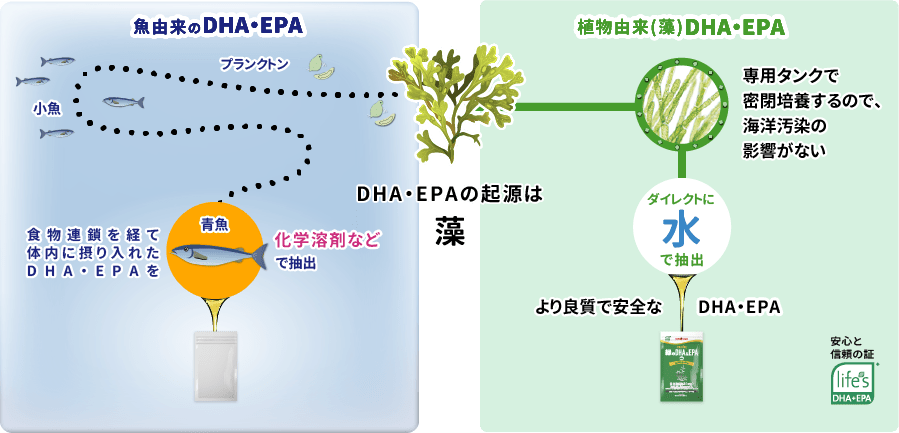 魚由来のDHA・EPA
プランクトン
小魚
青魚
食物連鎖を経て
体内に摂り入れた
DHA・EPAを
化学溶剤など
で抽出
DHA・EPAの起源は
藻
植物由来(藻)DHA・EPA
専用タンクで
密閉培養するので、
海洋汚染の
影響がない
ダイレクトに
水
で抽出
より良質で安全な DHA・EPA
DHA&EPA
安心と
信頼の証
life's
DHA•EPA